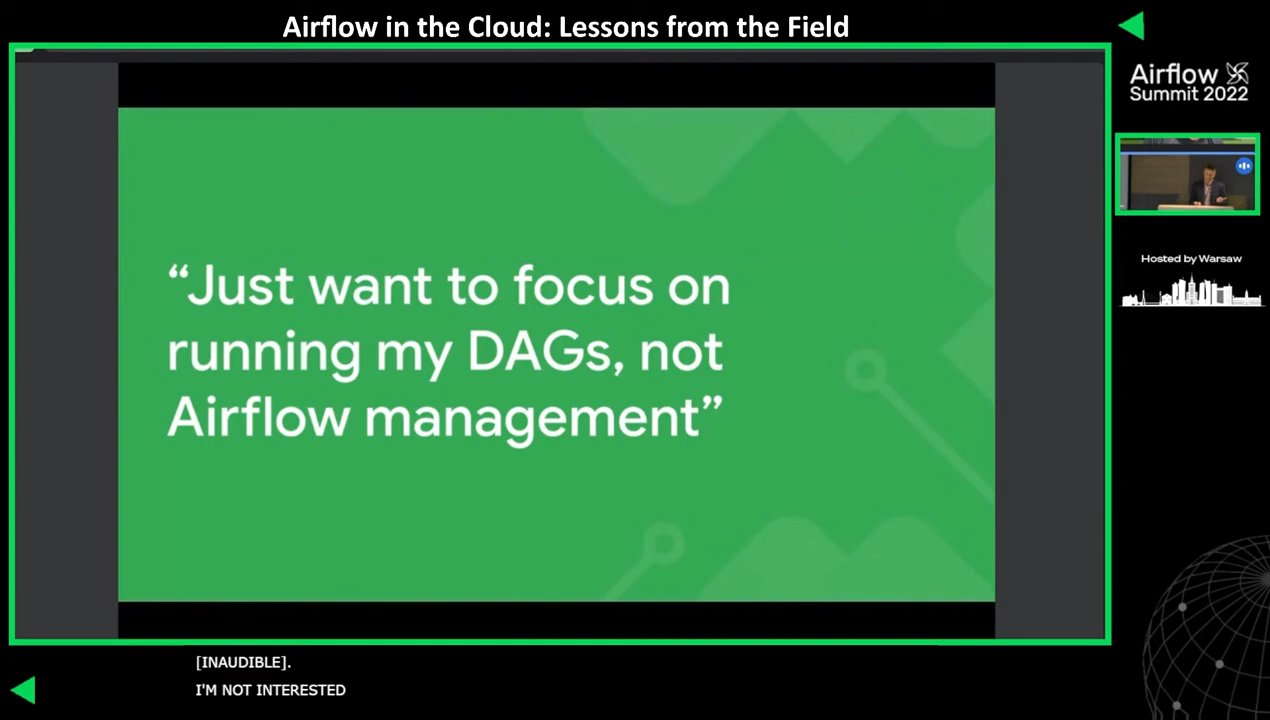 Airflow in the Cloud: Lessons from the Field
Airflow
Summit 2022
Hosted by Warsaw
“Just want to focus on
running my DAGs, not
Airflow management”
[INAUDIBLE].
I'M NOT INTERESTED